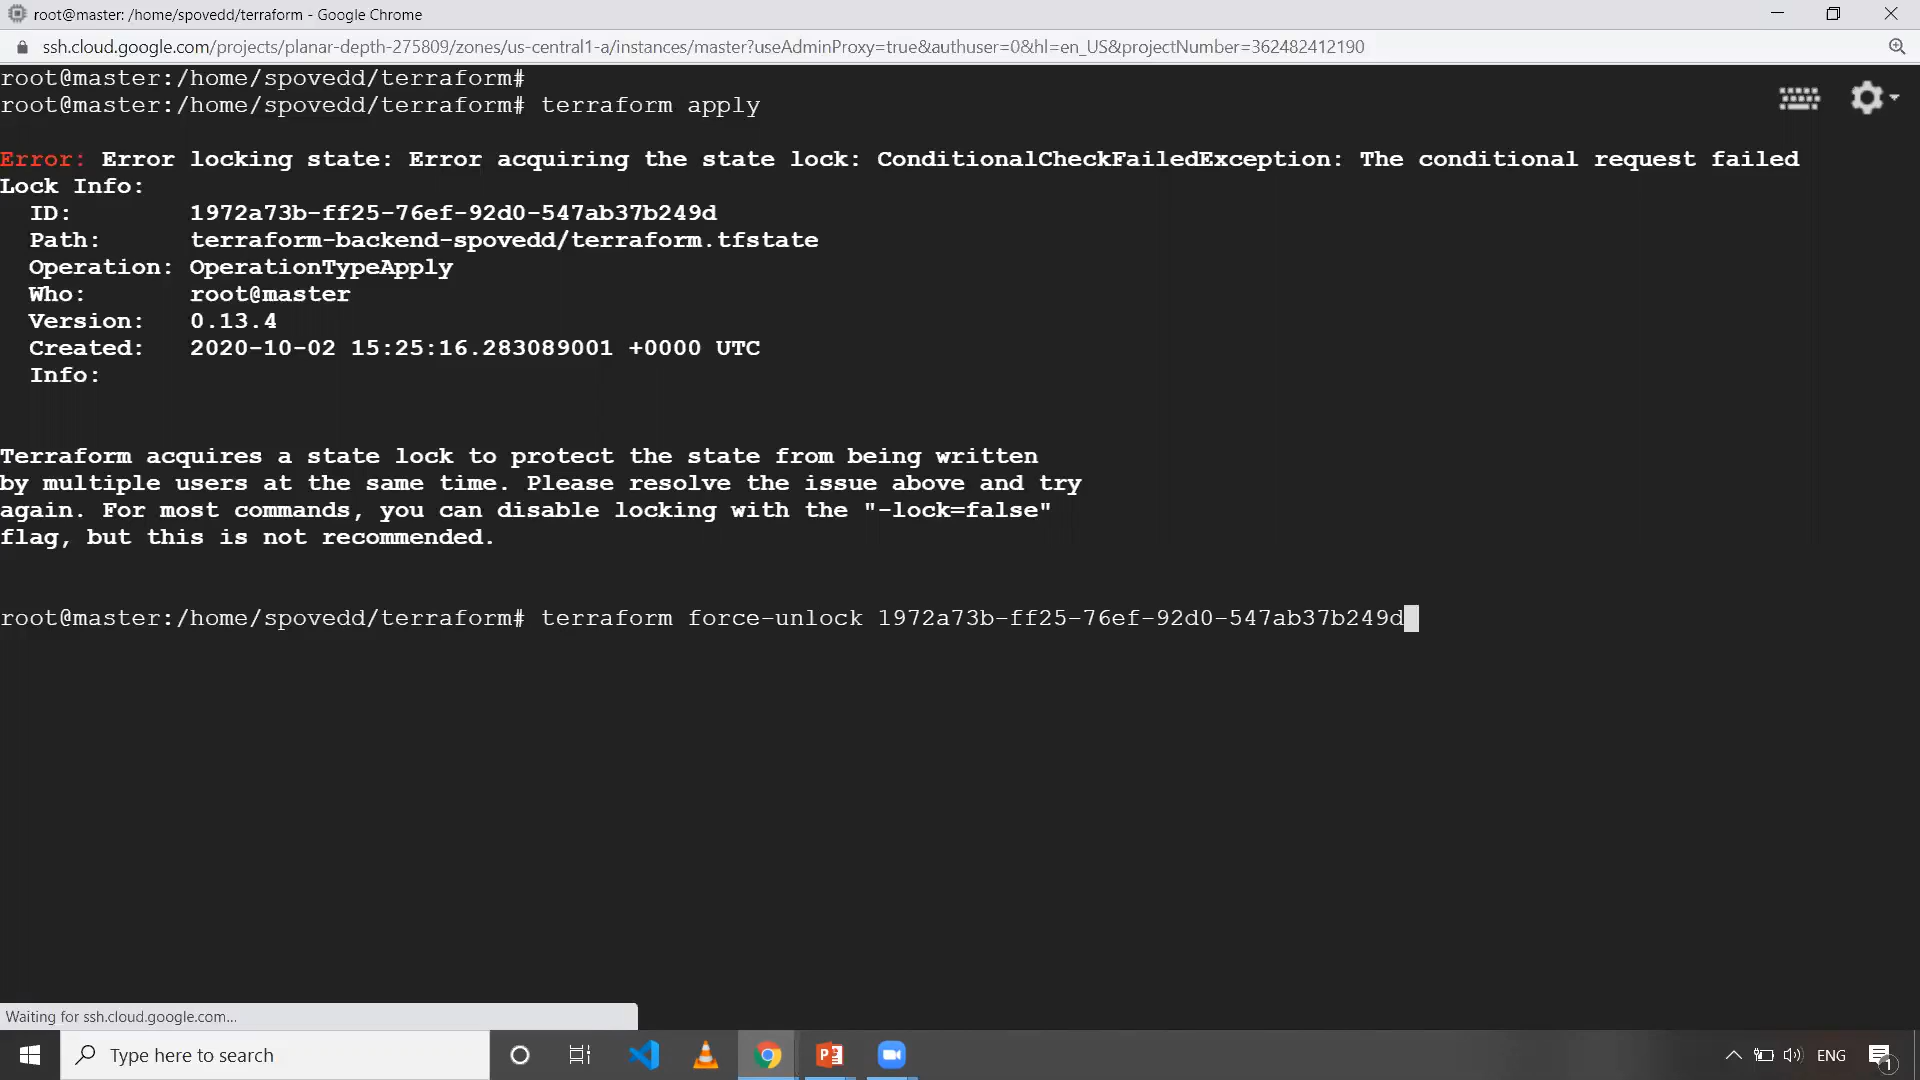 root@master: /home/spovedd/terraform - Google Chrome
ssh.cloud.google.com/projects/planar-depth-275809/zones/us-central1-a/instances/master?useAdminProxy=true&authuser=0&hl=en_US&projectNumber=362482412190
root@master:/home/spovedd/terraform#
root@master:/home/spovedd/terraform# terraform apply
Error: Error locking state: Error acquiring the state lock: ConditionalCheckFailedException: The conditional request failed
Lock Info:
ID: 1972a73b-ff25-76ef-92d0-547ab37b249d
Path: terraform-backend-spovedd/terraform.tfstate
Operation: OperationTypeApply
Who: root@master
Version: 0.13.4
Created: 2020-10-02 15:25:16.283089001 +0000 UTC
Info:
Terraform acquires a state lock to protect the state from being written
by multiple users at the same time. Please resolve the issue above and try
again. For most commands, you can disable locking with the "-lock=false"
flag, but this is not recommended.
root@master:/home/spovedd/terraform# terraform force-unlock 1972a73b-ff25-76ef-92d0-547ab37b249d
Waiting for ssh.cloud.google.com...
Type here to search
ENG
1